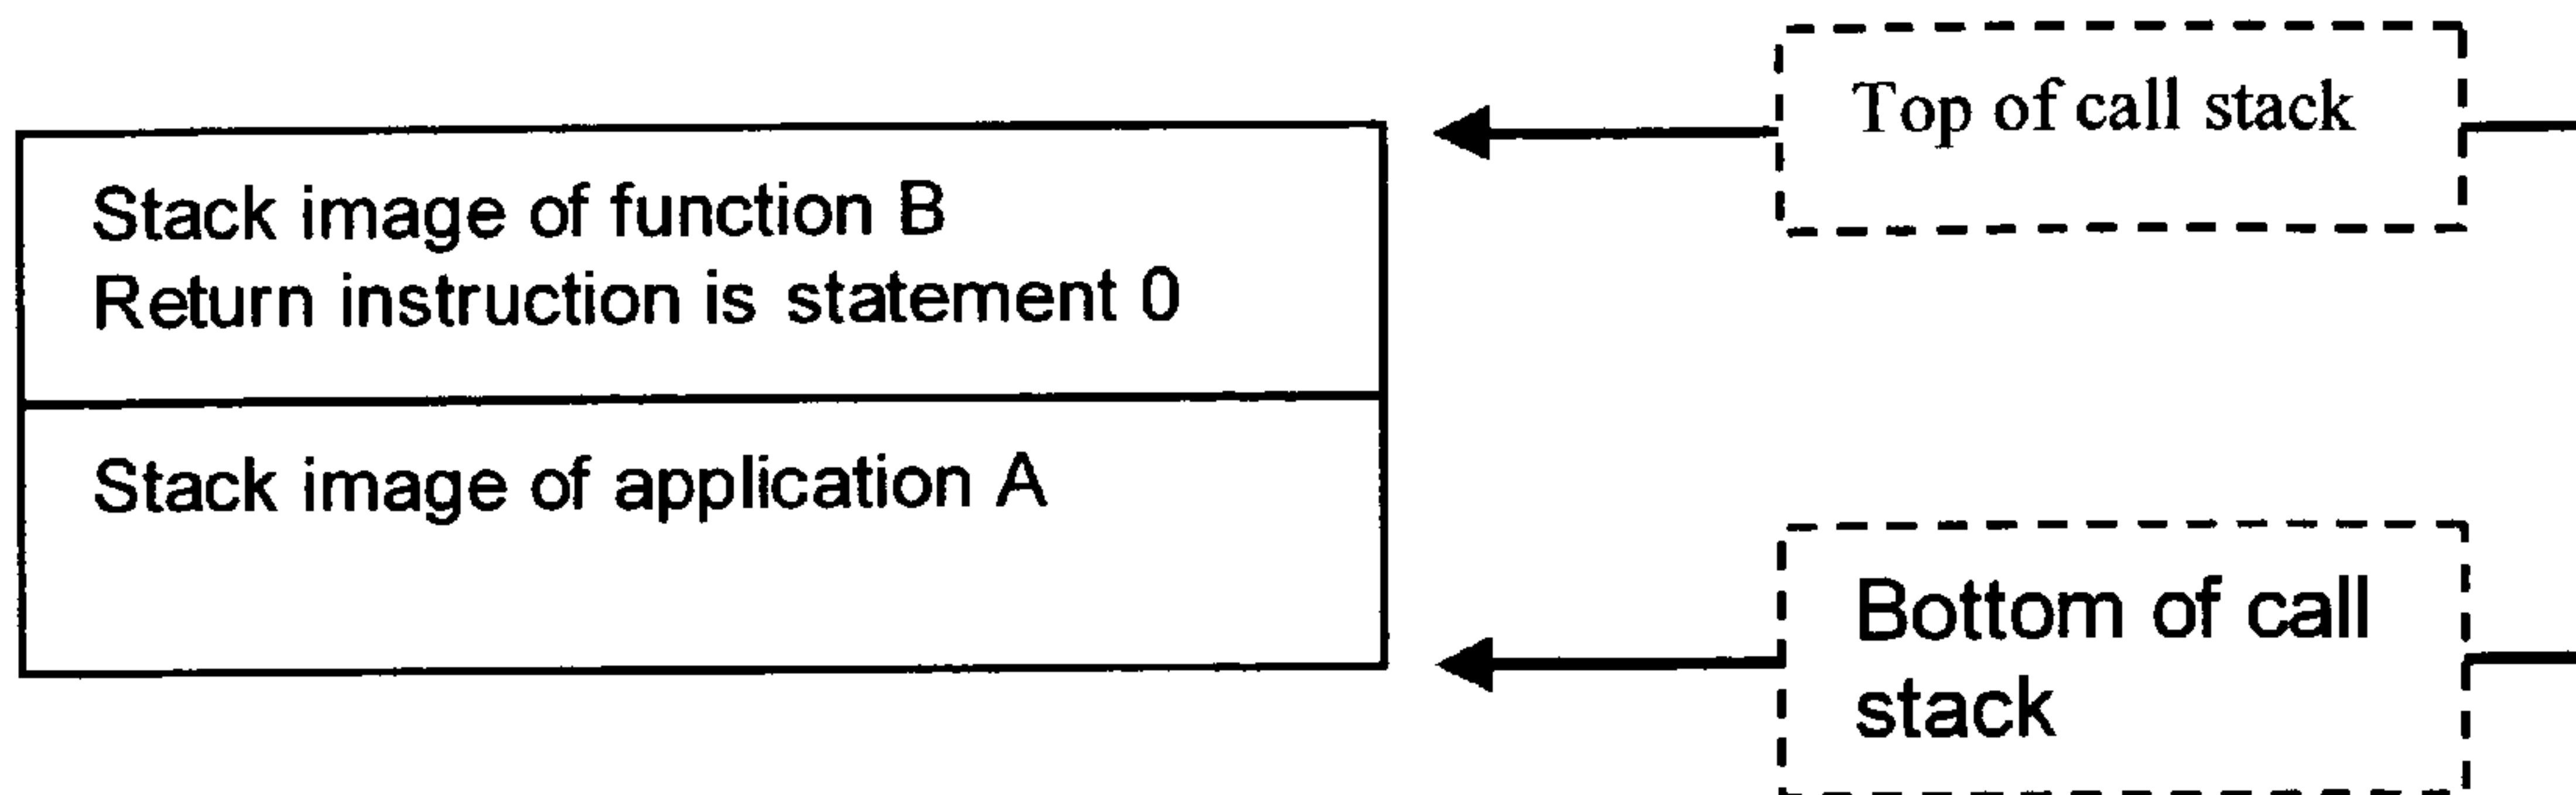 Top of call stack
Stack image of function B
Return instruction is statement 0
Stack image of application A
Bottom of call
stack